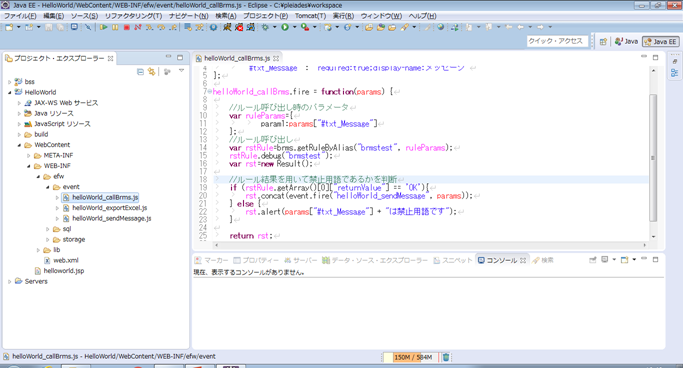 Java EE - HelloWorld/WebContent/WEB-INF/efw/event/helloWorld_callBrms.js - Eclipse - C:¥pleiades¥workspace
ファイル(F) 編集(E) ソース(S) リファクタリング(T) ナビゲート(N) 検索(A) プロジェクト(P) Tomcat(T) 実行(R) ウィンドウ(W) ヘルプ(H)
クイック・アクセス
Java
Java EE
プロジェクト・エクスプローラー
bss
HelloWorld
JAX-WS Web サービス
Java リソース
JavaScript リソース
build
WebContent
META-INF
WEB-INF
efw
event
helloWorld_callBrms.js
helloWorld_exportExcel.js
helloWorld_sendMessage.js
sql
storage
lib
web.xml
helloworld.jsp
Servers
helloWorld_callBrms.js
4 "#txt_Message" : "required:true;display-name:メッセージ"
5 };
6
7 helloWorld_callBrms.fire = function(params) {
8
9 //ルール呼び出し時のパラメータ
10 var ruleParams={
11 param1:params["#txt_Message"]
12 };
13 //ルール呼び出し
14 var rstRule=brms.getRuleByAlias("brmstest", ruleParams);
15 rstRule.debug("brmstest");
16 var rst=new Result();
17
18 //ルール結果を用いて禁止用語であるかを判断
19 if (rstRule.getArray()[0]["returnValue"] == "OK"){
20 rst.concat(event.fire("helloWorld_sendMessage", params));
21 } else {
22 rst.alert(params["#txt_Message"] + "は禁止用語です");
23 }
24
25 return rst;
マーカー プロパティー サーバー データ・ソース・エクスプローラー スニペット コンソール 検索
現在、表示するコンソールがありません。
helloWorld_callBrms.js - HelloWorld/WebContent/WEB-INF/efw/event
150M / 584M